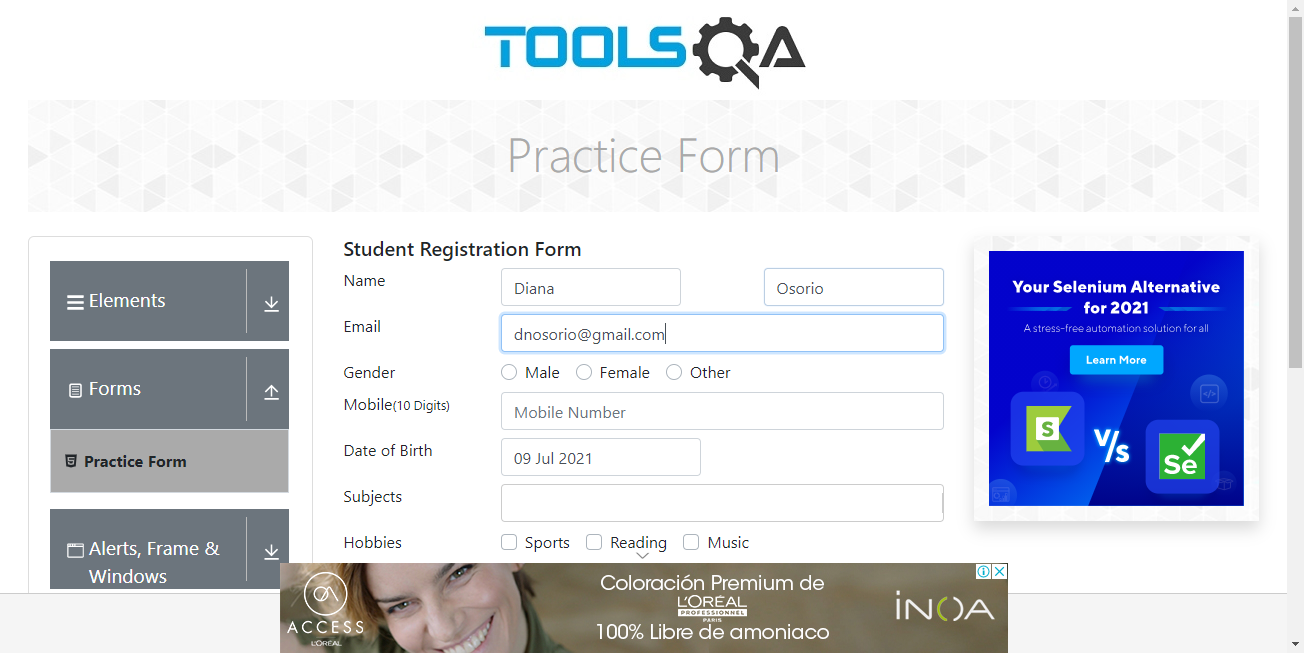 TOOLSQA
Practice Form
Elements
Forms
Practice Form
Alerts, Frame &
Windows
Student Registration Form
Name
Diana
Osorio
Email
dnosorio@gmail.com
Gender
Male
Female
Other
Mobile(10 Digits)
Mobile Number
Date of Birth
09 Jul 2021
Subjects
Hobbies
Sports
Reading
Music
Your Selenium Alternative
for 2021
A stress-free automation solution for all
Learn More
S
V/s
Se
ACCESS
L'ORÉAL
Coloración Premium de
L'ORÉAL
PROFESSIONNEL
PARIS
100% Libre de amoniaco
iNOA